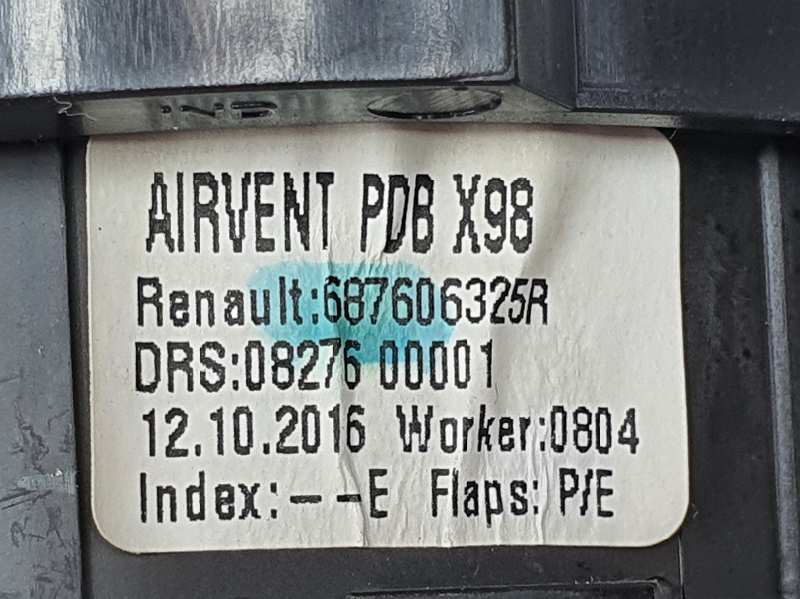 AIRVENT PDB X98
Renault:687606325R
DRS:08276 00001
12.10.2016 Worker:0804
Index:--E Flaps: P/E